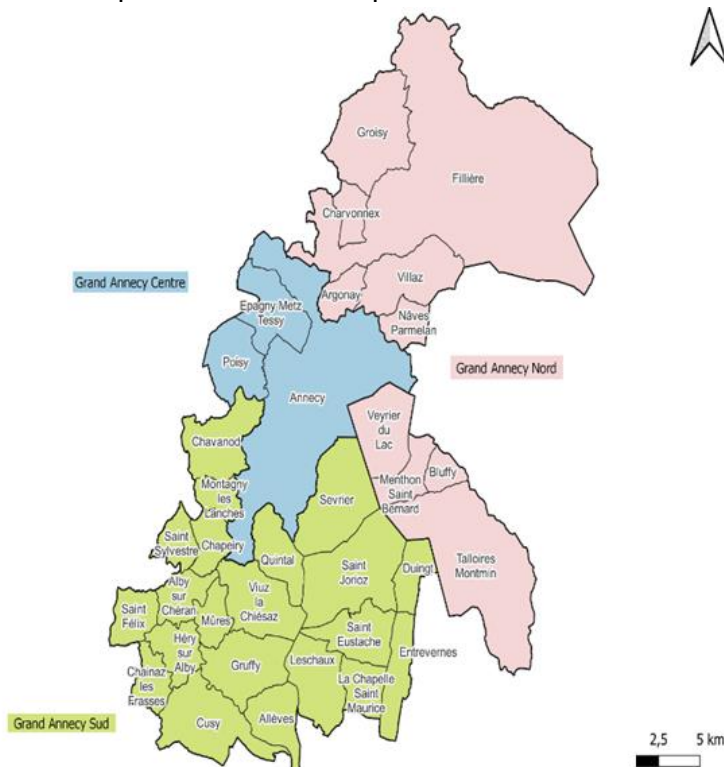 Groisy
Fillière
Charvonnex
Grand Annecy Centre
Villaz
Argonay
Epagny Metz
Tessy
Nâves
Parmelan
Poisy
Grand Annecy Nord
Annecy
Veyrier
du
Lac
Chavanod
Bluffy
Menthon
Saint
Bernard
Montagny
les
Lanches
Sevrier
Saint
Sylvestre
Chapeiry
Quintal
Saint
Jorioz
Duingt
Talloires
Montmin
Alby
sur
Chéran
Viuz
la
Chiésaz
Saint
Félix
Mûres
Saint
Eustache
Héry
sur
Alby
Gruffy
Leschaux
Entrevernes
Chainaz
les
Frasses
La Chapelle
Saint
Maurice
Grand Annecy Sud
Cusy
Allèves
2,5 5 km